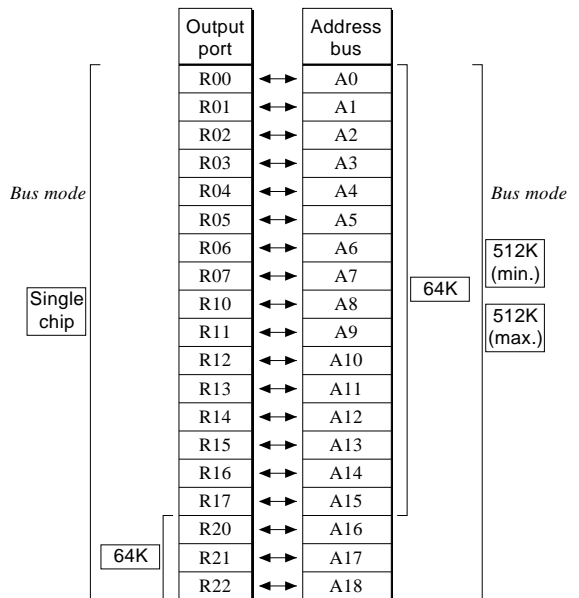 Output port
Address bus
R00 A0
R01 A1
R02 A2
R03 A3
Bus mode
R04 A4
Bus mode
R05 A5
R06 A6
512K (min.)
R07 A7
64K
Single chip
R10 A8
R11 A9
512K (max.)
R12 A10
R13 A11
R14 A12
R15 A13
R16 A14
R17 A15
R20 A16
64K
R21 A17
R22 A18